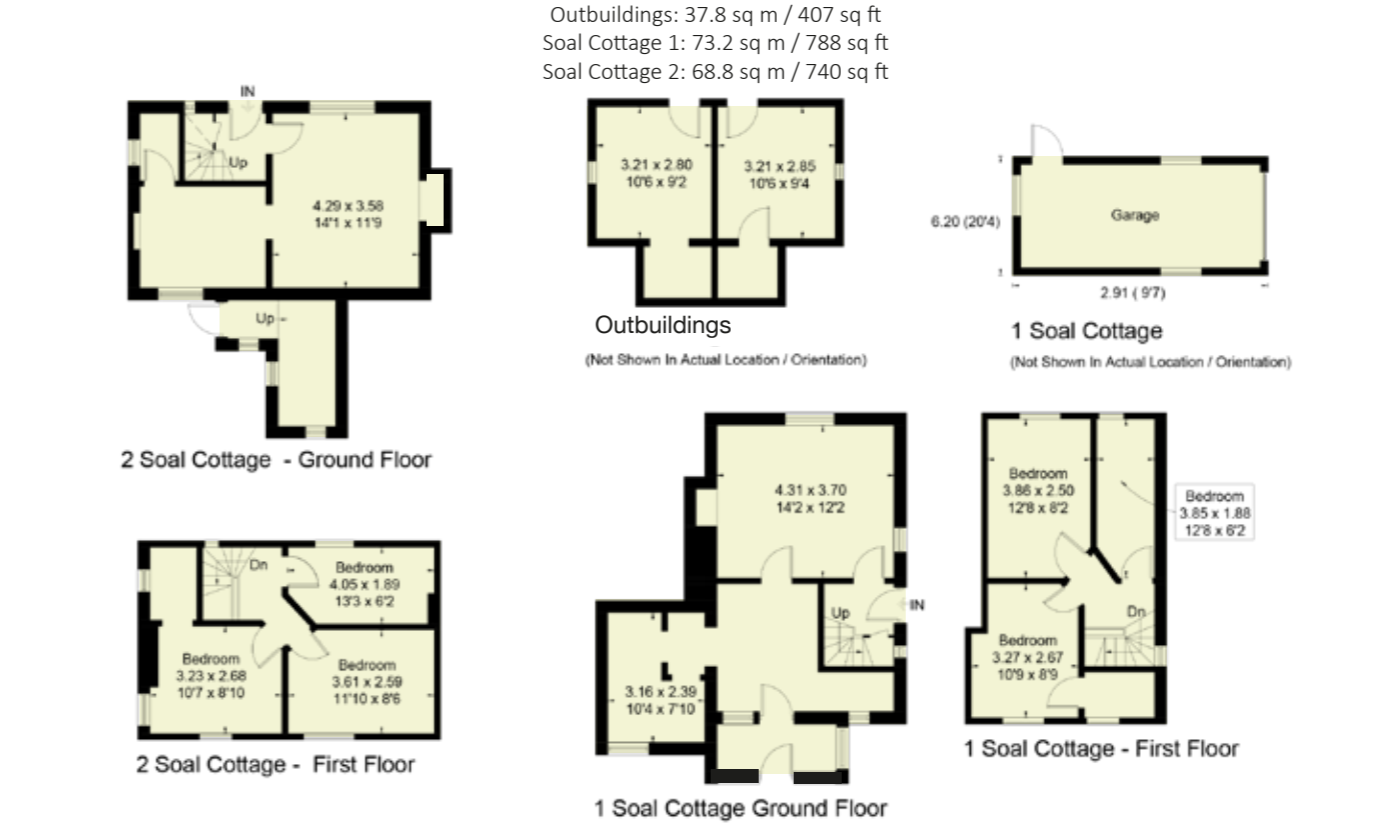 Outbuildings: 37.8 sq m / 407 sq ft
Soal Cottage 1: 73.2 sq m / 788 sq ft
Soal Cottage 2: 68.8 sq m / 740 sq ft
IN
Up
4.29 x 3.58
14'1 x 11'9
Up
2 Soal Cottage - Ground Floor
3.21 x 2.80
10'6 x 9'2
3.21 x 2.85
10'6 x 9'4
Outbuildings
(Not Shown In Actual Location / Orientation)
Garage
6.20 (20'4)
2.91 ( 9'7)
1 Soal Cottage
(Not Shown In Actual Location / Orientation)
Dn
Bedroom
4.05 x 1.89
13'3 x 6'2
Bedroom
3.23 x 2.68
10'7 x 8'10
Bedroom
3.61 x 2.59
11'10 x 8'6
2 Soal Cottage - First Floor
4.31 x 3.70
14'2 x 12'2
IN
Up
3.16 x 2.39
10'4 x 7'10
1 Soal Cottage Ground Floor
Bedroom
3.86 x 2.50
12'8 x 8'2
Bedroom
3.85 x 1.88
12'8 x 6'2
Dn
Bedroom
3.27 x 2.67
10'9 x 8'9
1 Soal Cottage - First Floor